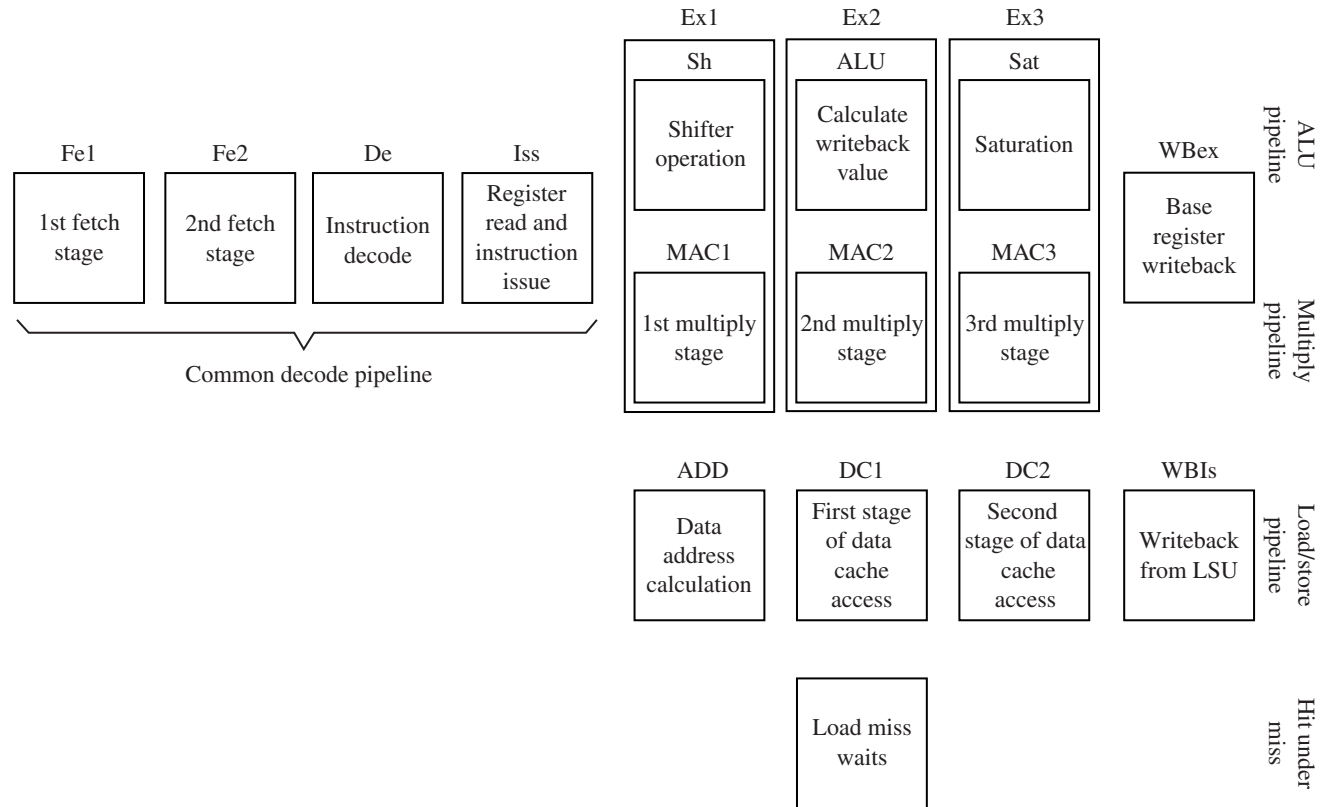 Ex1
Ex2
Ex3
Sh
ALU
Sat
Shifter
operation
Calculate
writeback
value
Saturation
ALU
pipeline
Fe1
Fe2
De
Iss
WBex
1st fetch
stage
2nd fetch
stage
Instruction
decode
Register
read and
instruction
issue
Base
register
writeback
MAC1
MAC2
MAC3
1st multiply
stage
2nd multiply
stage
3rd multiply
stage
Multiply
pipeline
Common decode pipeline
ADD
DC1
DC2
WBIs
Data
address
calculation
First stage
of data
cache
access
Second
stage of data
cache
access
Writeback
from LSU
Load/store
pipeline
Load miss
waits
Hit under
miss